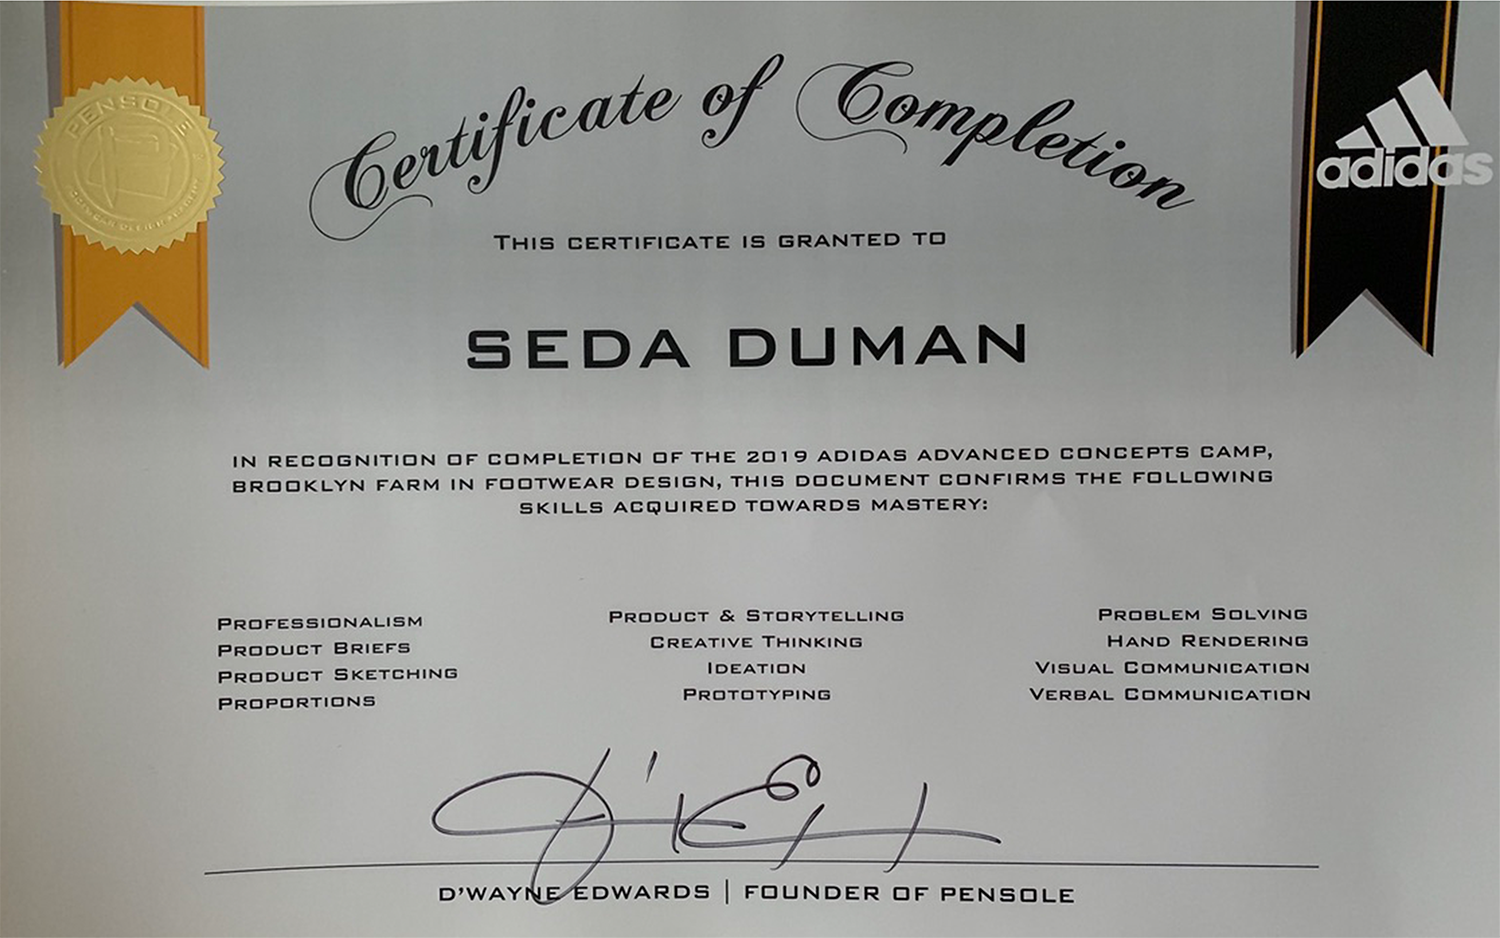 Certificate of Completion
PENSOLE
adidas
THIS CERTIFICATE IS GRANTED TO
SEDA DUMAN
IN RECOGNITION OF COMPLETION OF THE 2019 ADIDAS ADVANCED CONCEPTS CAMP,
BROOKLYN FARM IN FOOTWEAR DESIGN, THIS DOCUMENT CONFIRMS THE FOLLOWING
SKILLS ACQUIRED TOWARDS MASTERY:
PROFESSIONALISM
PRODUCT BRIEFS
PRODUCT SKETCHING
PROPORTIONS
PRODUCT & STORYTELLING
CREATIVE THINKING
IDEATION
PROTOTYPING
PROBLEM SOLVING
HAND RENDERING
VISUAL COMMUNICATION
VERBAL COMMUNICATION
D'WAYNE EDWARDS | FOUNDER OF PENSOLE